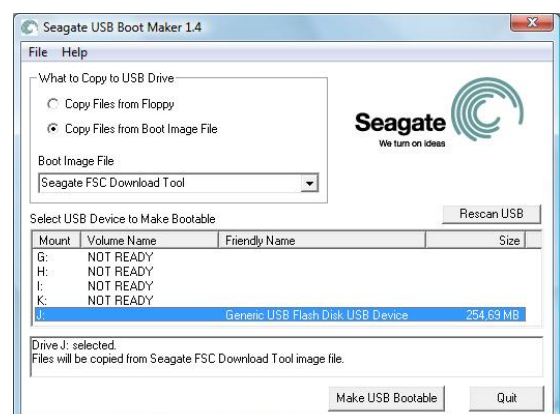 Seagate USB Boot Maker 1.4
File Help
What to Copy to USB Drive
Copy Files from Floppy
Copy Files from Boot Image File
Boot Image File
Seagate FSC Download Tool
Seagate
We turn on ideas
Select USB Device to Make Bootable
Rescan USB
Mount Volume Name Friendly Name Size
G: NOT READY
H: NOT READY
I: NOT READY
K: NOT READY
J: Generic USB Flash Disk USB Device 254,69 MB
Drive J: selected.
Files will be copied from Seagate FSC Download Tool image file.
Make USB Bootable Quit